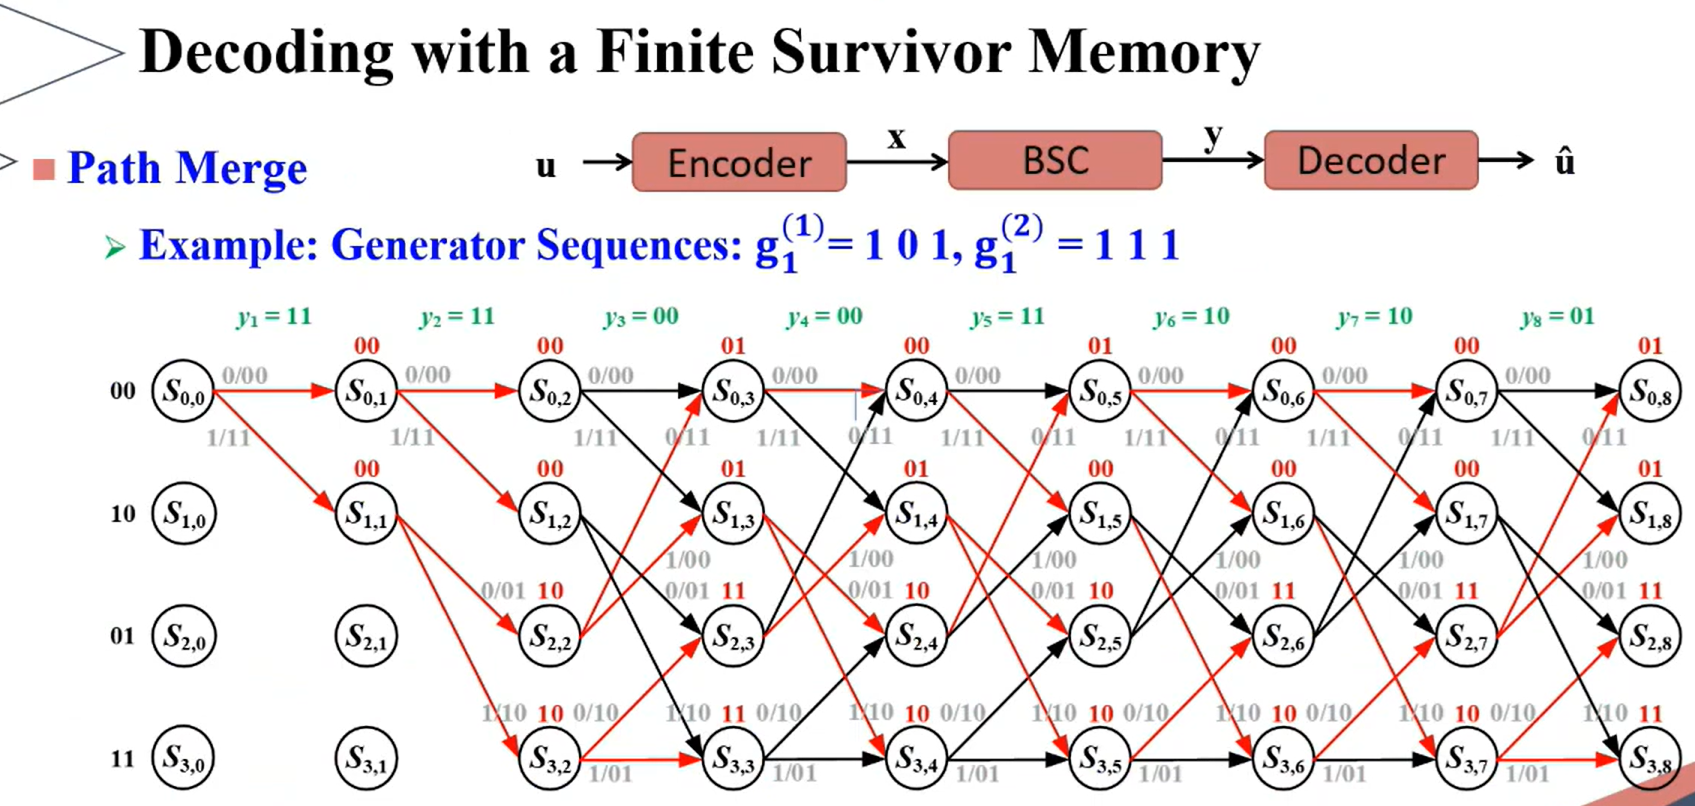 Decoding with a Finite Survivor Memory
Path Merge
u Encoder x BSC y Decoder û
Example: Generator Sequences: g₁⁽¹⁾= 1 0 1, g₁⁽²⁾ = 1 1 1
y₁ = 11 y₂ = 11 y₃ = 00 y₄ = 00 y₅ = 11 y₆ = 10 y₇ = 10 y₈ = 01
00 00 01 00 01 00 00 01
0/00 0/00 0/00 0/00 0/00 0/00 0/00 0/00
00 S₀,₀ S₀,₁ S₀,₂ S₀,₃ S₀,₄ S₀,₅ S₀,₆ S₀,₇ S₀,₈
1/11 1/11 1/11 0/11 1/11 0/11 1/11 0/11 1/11 0/11 1/11 0/11 1/11 0/11
00 00 01 01 00 00 00 01
10 S₁,₀ S₁,₁ S₁,₂ S₁,₃ S₁,₄ S₁,₅ S₁,₆ S₁,₇ S₁,₈
1/00 1/00 1/00 1/00 1/00 1/00
0/01 10 0/01 11 0/01 10 0/01 10 0/01 11 0/01 11 0/01 11
01 S₂,₀ S₂,₁ S₂,₂ S₂,₃ S₂,₄ S₂,₅ S₂,₆ S₂,₇ S₂,₈
1/10 10 0/10 1/10 11 0/10 1/10 10 0/10 1/10 10 0/10 1/10 10 0/10 1/10 10 0/10 1/10 11
11 S₃,₀ S₃,₁ S₃,₂ S₃,₃ S₃,₄ S₃,₅ S₃,₆ S₃,₇ S₃,₈
1/01 1/01 1/01 1/01 1/01 1/01